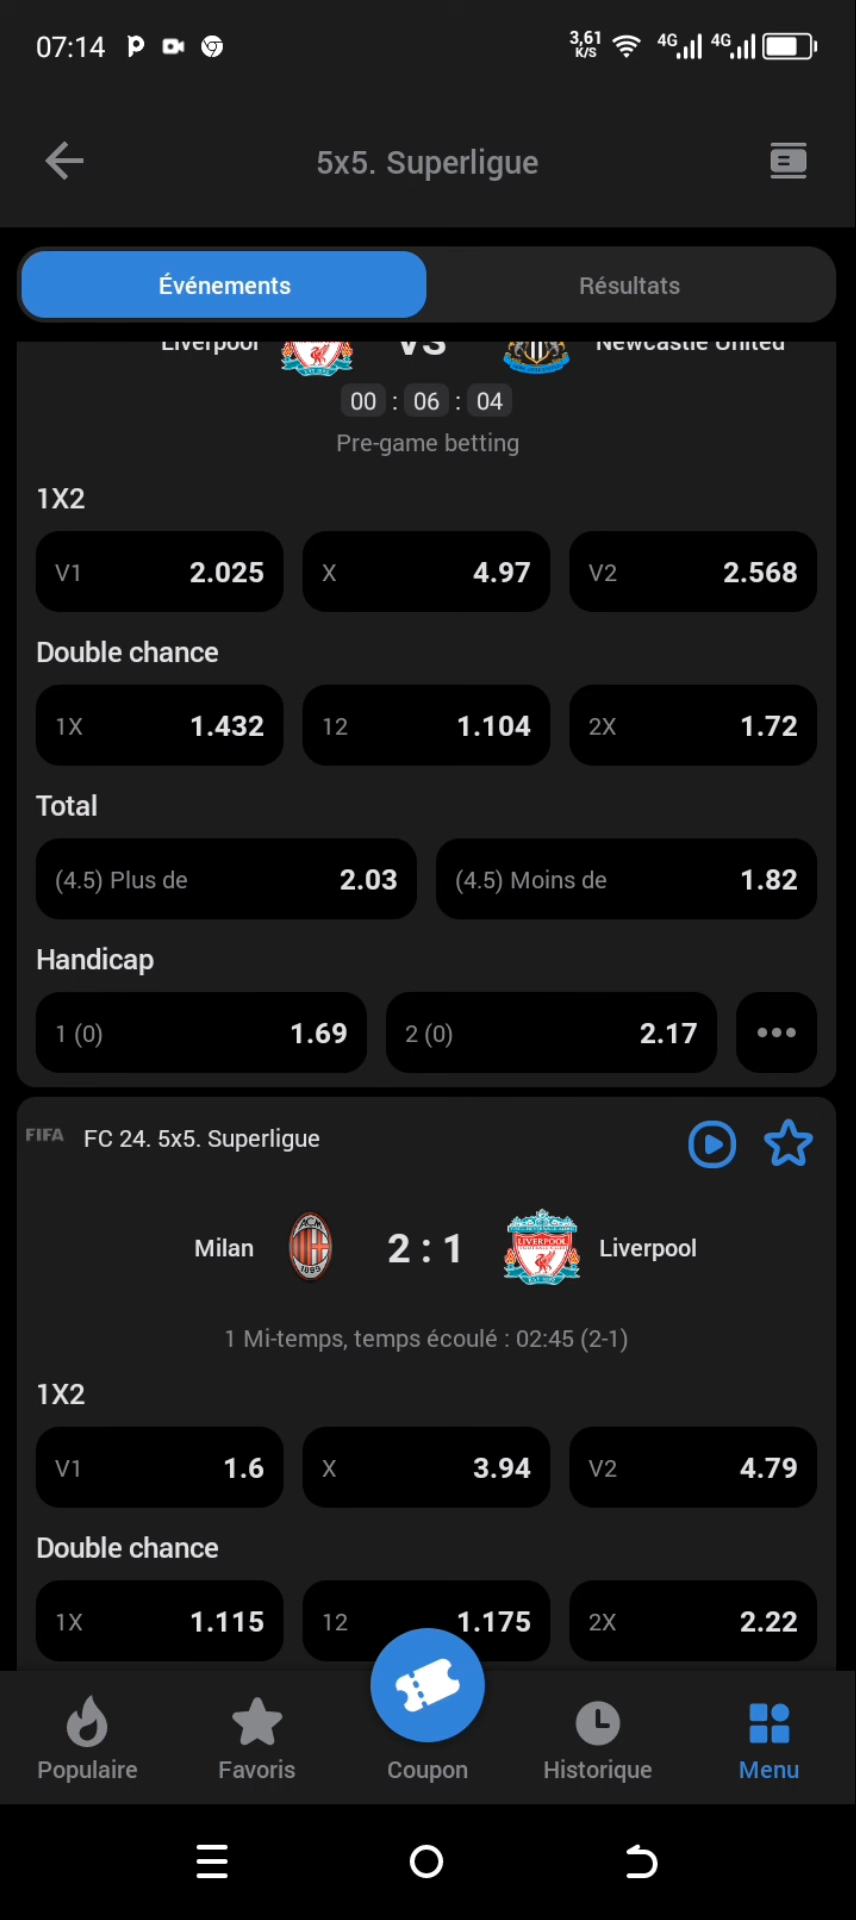 07:14
3,61 K/S 4G 4G
5x5. Superligue
Événements Résultats
Liverpool VS Newcastle United
00 : 06 : 04
Pre-game betting
1X2
V1 2.025 X 4.97 V2 2.568
Double chance
1X 1.432 12 1.104 2X 1.72
Total
(4.5) Plus de 2.03 (4.5) Moins de 1.82
Handicap
1 (0) 1.69 2 (0) 2.17
FIFA FC 24. 5x5. Superligue
Milan 2 : 1 Liverpool
1 Mi-temps, temps écoulé : 02:45 (2-1)
1X2
V1 1.6 X 3.94 V2 4.79
Double chance
1X 1.115 12 1.175 2X 2.22
Populaire Favoris Coupon Historique Menu